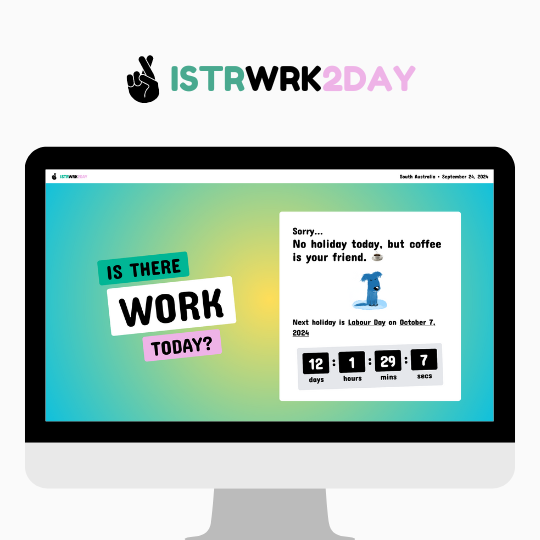 ISTRWRK2DAY
ISTRWRK2DAY
South Australia • September 24, 2024
IS THERE
WORK
TODAY?
Sorry...
No holiday today, but coffee
is your friend. ☕
Next holiday is Labour Day on October 7,
2024
12 : 1 : 29 : 7
days hours mins secs